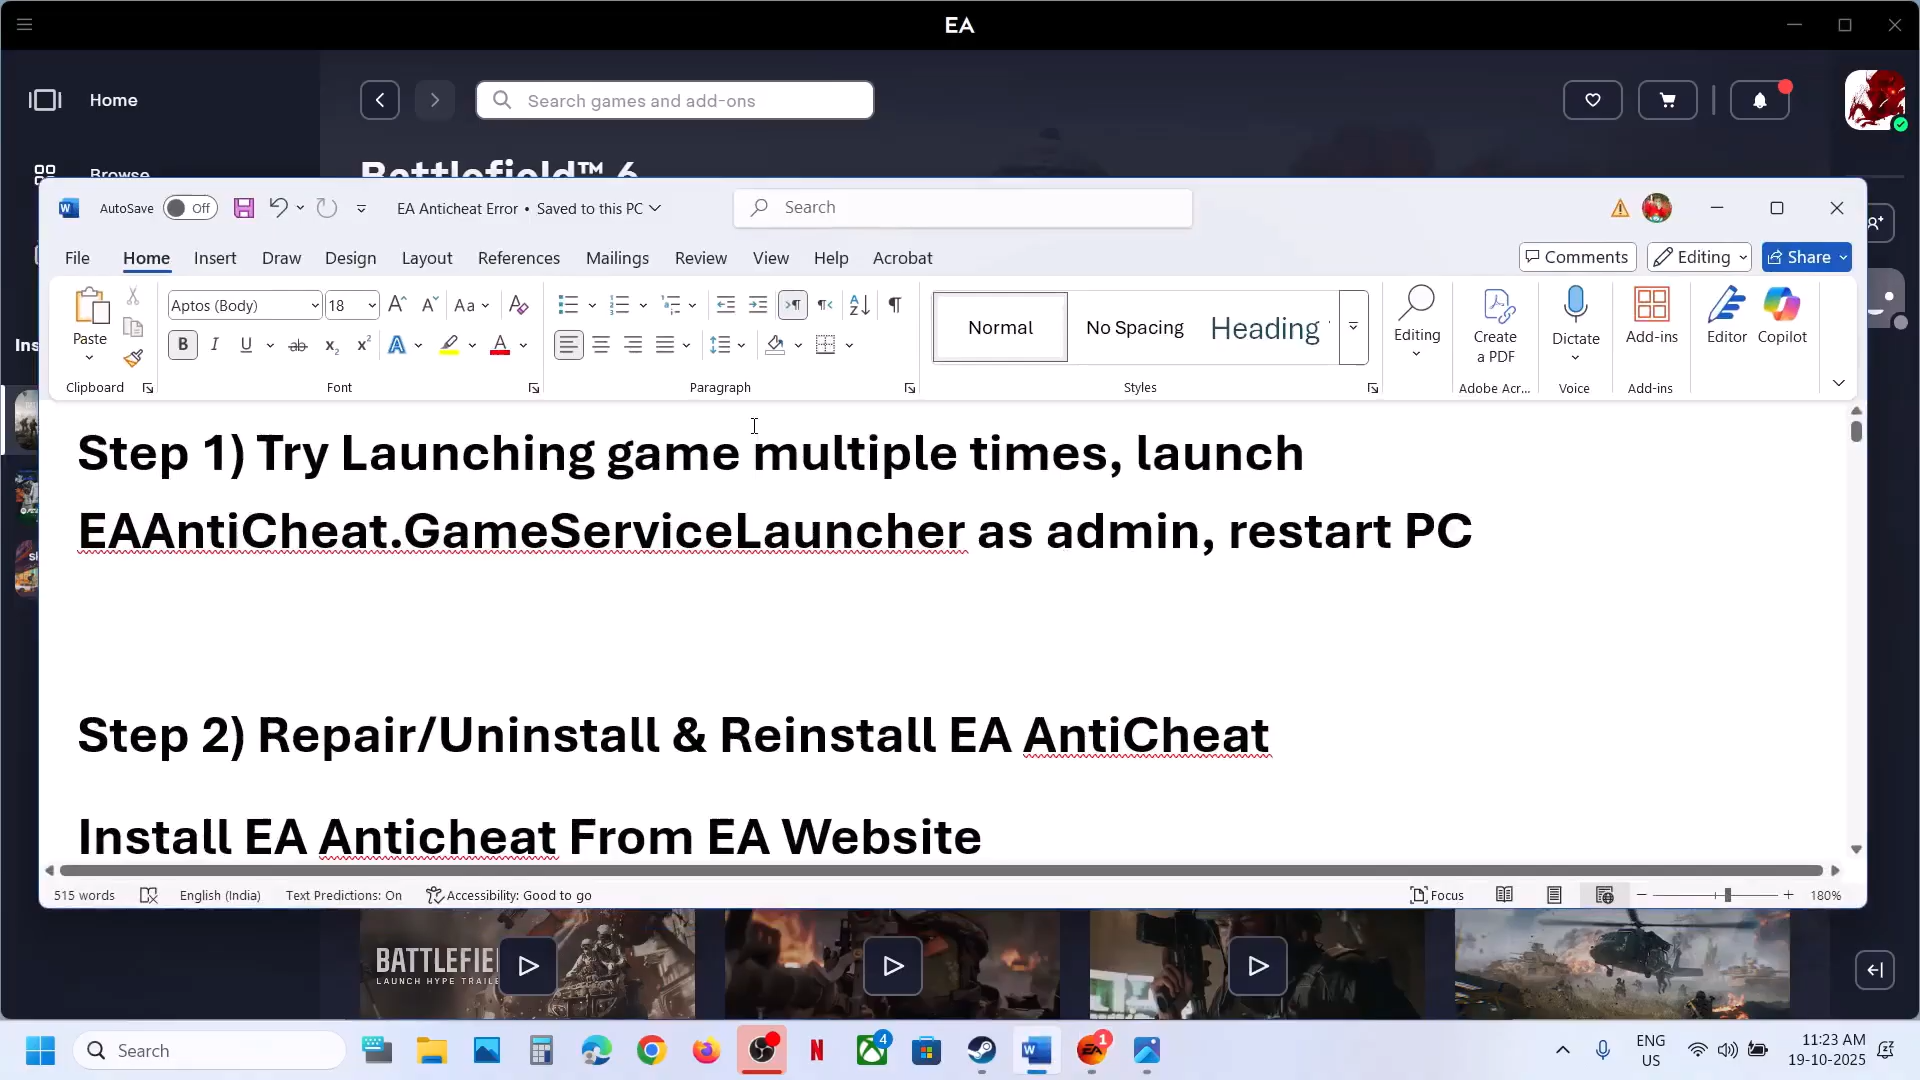 EA
Home
Search games and add-ons
Browse
Battlefield™ 6
AutoSave
Off
EA Anticheat Error • Saved to this PC
Search
File
Home
Insert
Draw
Design
Layout
References
Mailings
Review
View
Help
Acrobat
Comments
Editing
Share
Paste
Aptos (Body)
18
Normal
No Spacing
Heading
Editing
Create
a PDF
Dictate
Add-ins
Editor
Copilot
Clipboard
Font
Paragraph
Styles
Adobe Acr...
Voice
Add-ins
Ins
Step 1) Try Launching game multiple times, launch
EAAntiCheat.GameServiceLauncher as admin, restart PC
Step 2) Repair/Uninstall & Reinstall EA AntiCheat
Install EA Anticheat From EA Website
515 words
English (India)
Text Predictions: On
Accessibility: Good to go
Focus
180%
BATTLEFIE
LAUNCH HYPE TRAILE
Search
4
1
ENG
US
11:23 AM
19-10-2025